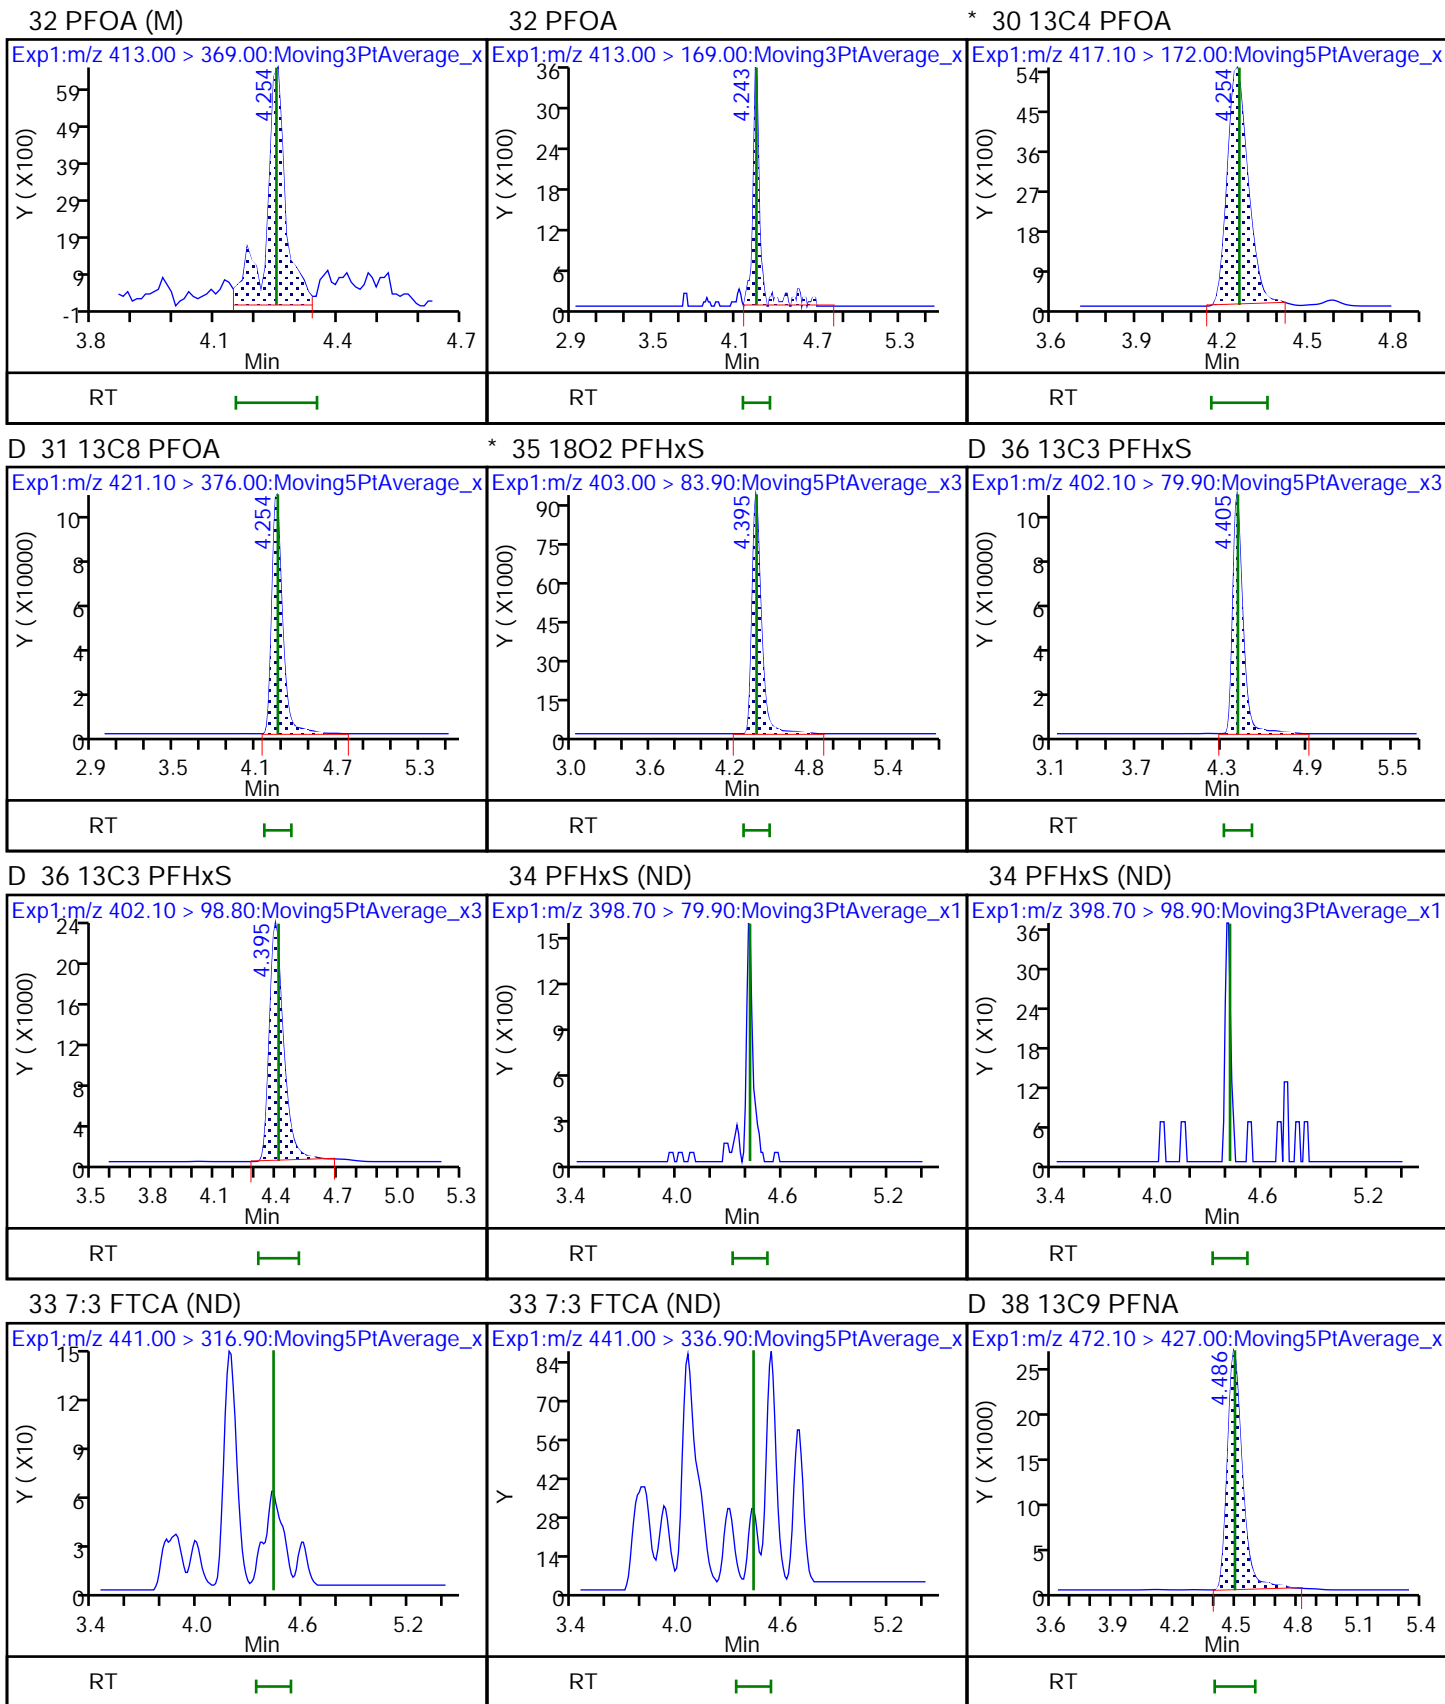 32 PFOA (M)
Exp1:m/z 413.00 > 369.00:Moving3PtAverage_x
4.254
Y ( X100)
59
49
39
29
19
9
-1
3.8 4.1 4.4 4.7
Min
RT
32 PFOA
Exp1:m/z 413.00 > 169.00:Moving3PtAverage_x
4.243
Y ( X100)
36
30
24
18
12
6
0
2.9 3.5 4.1 4.7 5.3
Min
RT
* 30 13C4 PFOA
Exp1:m/z 417.10 > 172.00:Moving5PtAverage_x
4.254
Y ( X100)
54
45
36
27
18
9
0
3.6 3.9 4.2 4.5 4.8
Min
RT
D 31 13C8 PFOA
Exp1:m/z 421.10 > 376.00:Moving5PtAverage_x
4.254
Y ( X10000)
10
8
6
4
2
0
2.9 3.5 4.1 4.7 5.3
Min
RT
* 35 18O2 PFHxS
Exp1:m/z 403.00 > 83.90:Moving5PtAverage_x3
4.395
Y ( X1000)
90
75
60
45
30
15
0
3.0 3.6 4.2 4.8 5.4
Min
RT
D 36 13C3 PFHxS
Exp1:m/z 402.10 > 79.90:Moving5PtAverage_x3
4.405
Y ( X10000)
10
8
6
4
2
0
3.1 3.7 4.3 4.9 5.5
Min
RT
D 36 13C3 PFHxS
Exp1:m/z 402.10 > 98.80:Moving5PtAverage_x3
4.395
Y ( X1000)
24
20
16
12
8
4
0
3.5 3.8 4.1 4.4 4.7 5.0 5.3
Min
RT
34 PFHxS (ND)
Exp1:m/z 398.70 > 79.90:Moving3PtAverage_x1
Y ( X100)
15
12
9
6
3
0
3.4 4.0 4.6 5.2
Min
RT
34 PFHxS (ND)
Exp1:m/z 398.70 > 98.90:Moving3PtAverage_x1
Y ( X10)
36
30
24
18
12
6
0
3.4 4.0 4.6 5.2
Min
RT
33 7:3 FTCA (ND)
Exp1:m/z 441.00 > 316.90:Moving5PtAverage_x
Y ( X10)
15
12
9
6
3
0
3.4 4.0 4.6 5.2
Min
RT
33 7:3 FTCA (ND)
Exp1:m/z 441.00 > 336.90:Moving5PtAverage_x
Y
84
70
56
42
28
14
0
3.4 4.0 4.6 5.2
Min
RT
D 38 13C9 PFNA
Exp1:m/z 472.10 > 427.00:Moving5PtAverage_x
4.486
Y ( X1000)
25
20
15
10
5
0
3.6 3.9 4.2 4.5 4.8 5.1 5.4
Min
RT